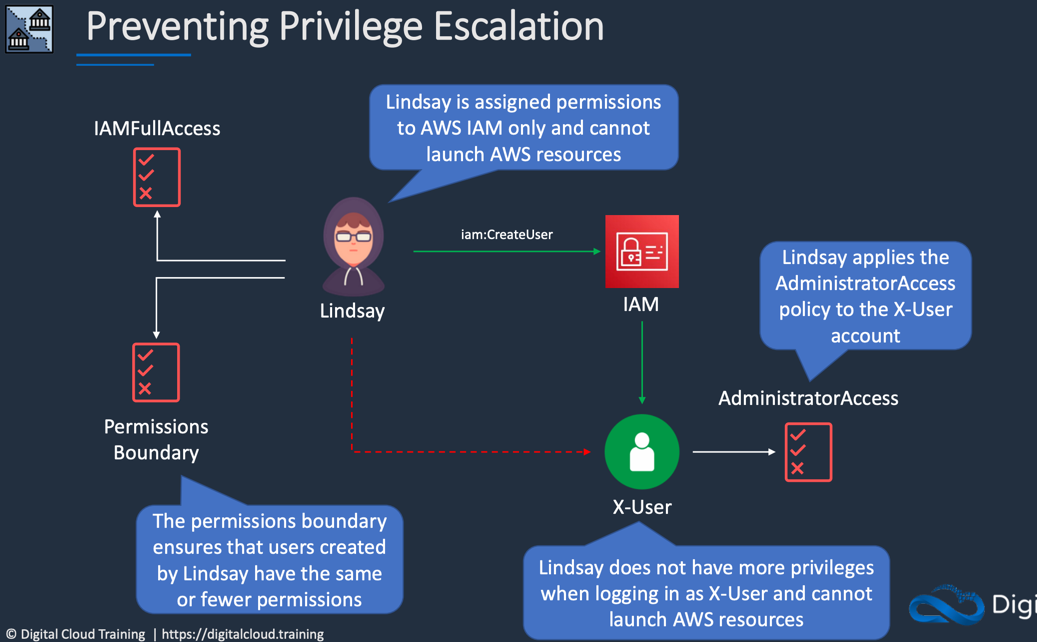 Preventing Privilege Escalation
Lindsay is assigned permissions
to AWS IAM only and cannot
launch AWS resources
IAMFullAccess
iam:CreateUser
Lindsay
IAM
Lindsay applies the
AdministratorAccess
policy to the X-User
account
AdministratorAccess
Permissions
Boundary
X-User
The permissions boundary
ensures that users created
by Lindsay have the same
or fewer permissions
Lindsay does not have more privileges
when logging in as X-User and cannot
launch AWS resources
Digi
© Digital Cloud Training | https://digitalcloud.training